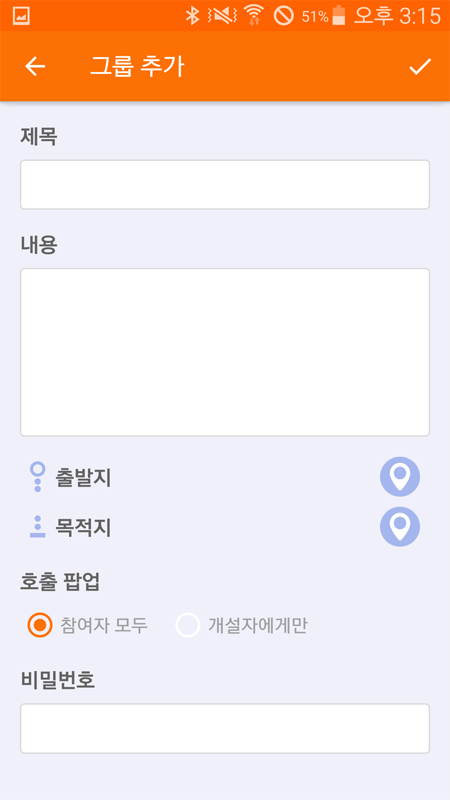 51% 오후 3:15
그룹 추가
제목
내용
출발지
목적지
호출 팝업
참여자 모두 개설자에게만
비밀번호